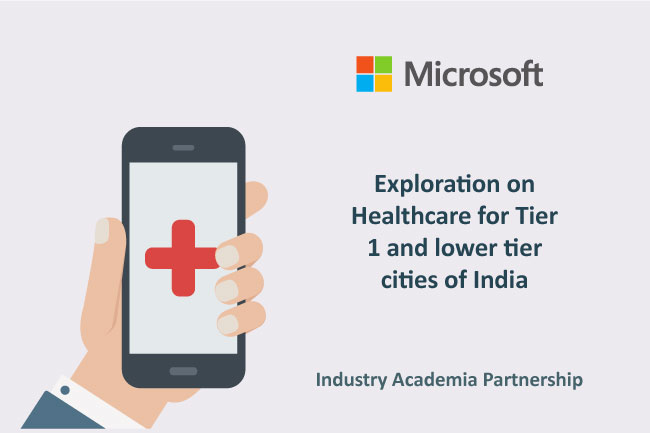 Microsoft
Exploration on
Healthcare for Tier
1 and lower tier
cities of India
Industry Academia Partnership